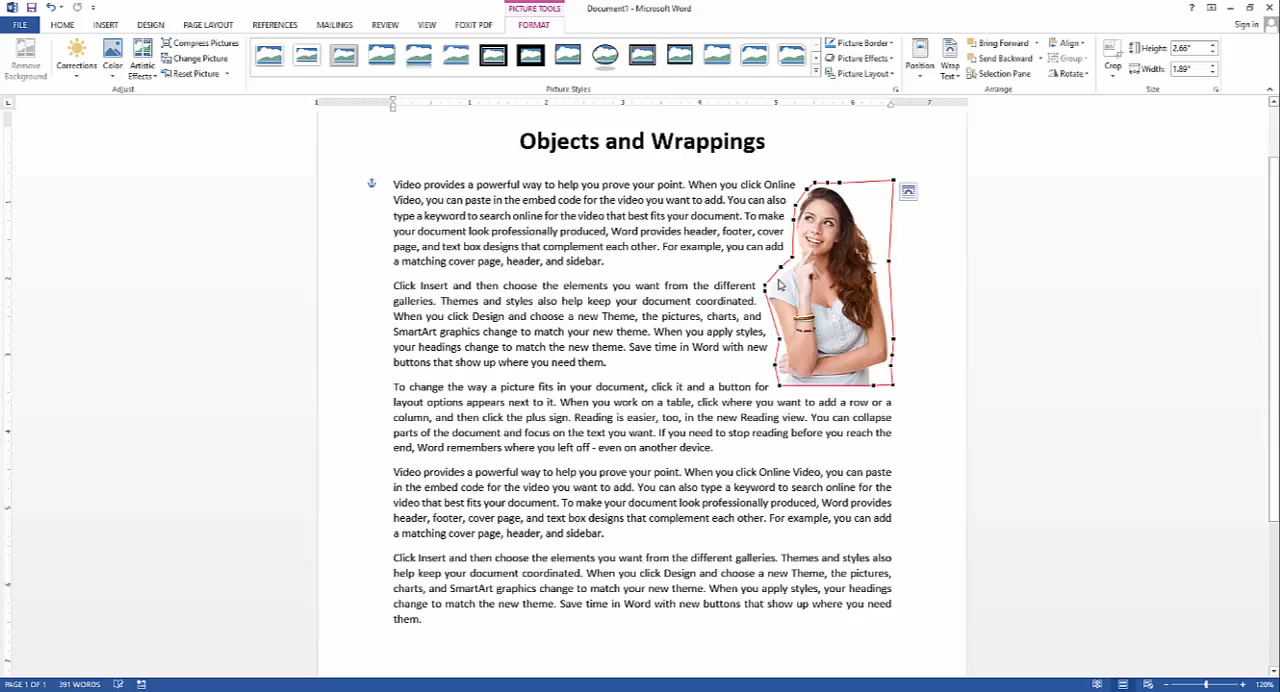 PICTURE TOOLS
Document1 - Microsoft Word
?
FILE HOME INSERT DESIGN PAGE LAYOUT REFERENCES MAILINGS REVIEW VIEW FOXIT PDF FORMAT
Sign in
Remove Background
Corrections
Color
Artistic Effects
Compress Pictures
Change Picture
Reset Picture
Picture Border
Picture Effects
Picture Layout
Position
Wrap Text
Bring Forward
Send Backward
Selection Pane
Align
Group
Rotate
Crop
Height: 2.66"
Width: 1.89"
Adjust
Picture Styles
Arrange
Size
1 1 2 3 4 5 6 7
Objects and Wrappings
Video provides a powerful way to help you prove your point. When you click Online
Video, you can paste in the embed code for the video you want to add. You can also
type a keyword to search online for the video that best fits your document. To make
your document look professionally produced, Word provides header, footer, cover
page, and text box designs that complement each other. For example, you can add
a matching cover page, header, and sidebar.
Click Insert and then choose the elements you want from the different
galleries. Themes and styles also help keep your document coordinated.
When you click Design and choose a new Theme, the pictures, charts, and
SmartArt graphics change to match your new theme. When you apply styles,
your headings change to match the new theme. Save time in Word with new
buttons that show up where you need them.
To change the way a picture fits in your document, click it and a button for
layout options appears next to it. When you work on a table, click where you want to add a row or a
column, and then click the plus sign. Reading is easier, too, in the new Reading view. You can collapse
parts of the document and focus on the text you want. If you need to stop reading before you reach the
end, Word remembers where you left off - even on another device.
Video provides a powerful way to help you prove your point. When you click Online Video, you can paste
in the embed code for the video you want to add. You can also type a keyword to search online for the
video that best fits your document. To make your document look professionally produced, Word provides
header, footer, cover page, and text box designs that complement each other. For example, you can add
a matching cover page, header, and sidebar.
Click Insert and then choose the elements you want from the different galleries. Themes and styles also
help keep your document coordinated. When you click Design and choose a new Theme, the pictures,
charts, and SmartArt graphics change to match your new theme. When you apply styles, your headings
change to match the new theme. Save time in Word with new buttons that show up where you need
them.
PAGE 1 OF 1 391 WORDS
120%